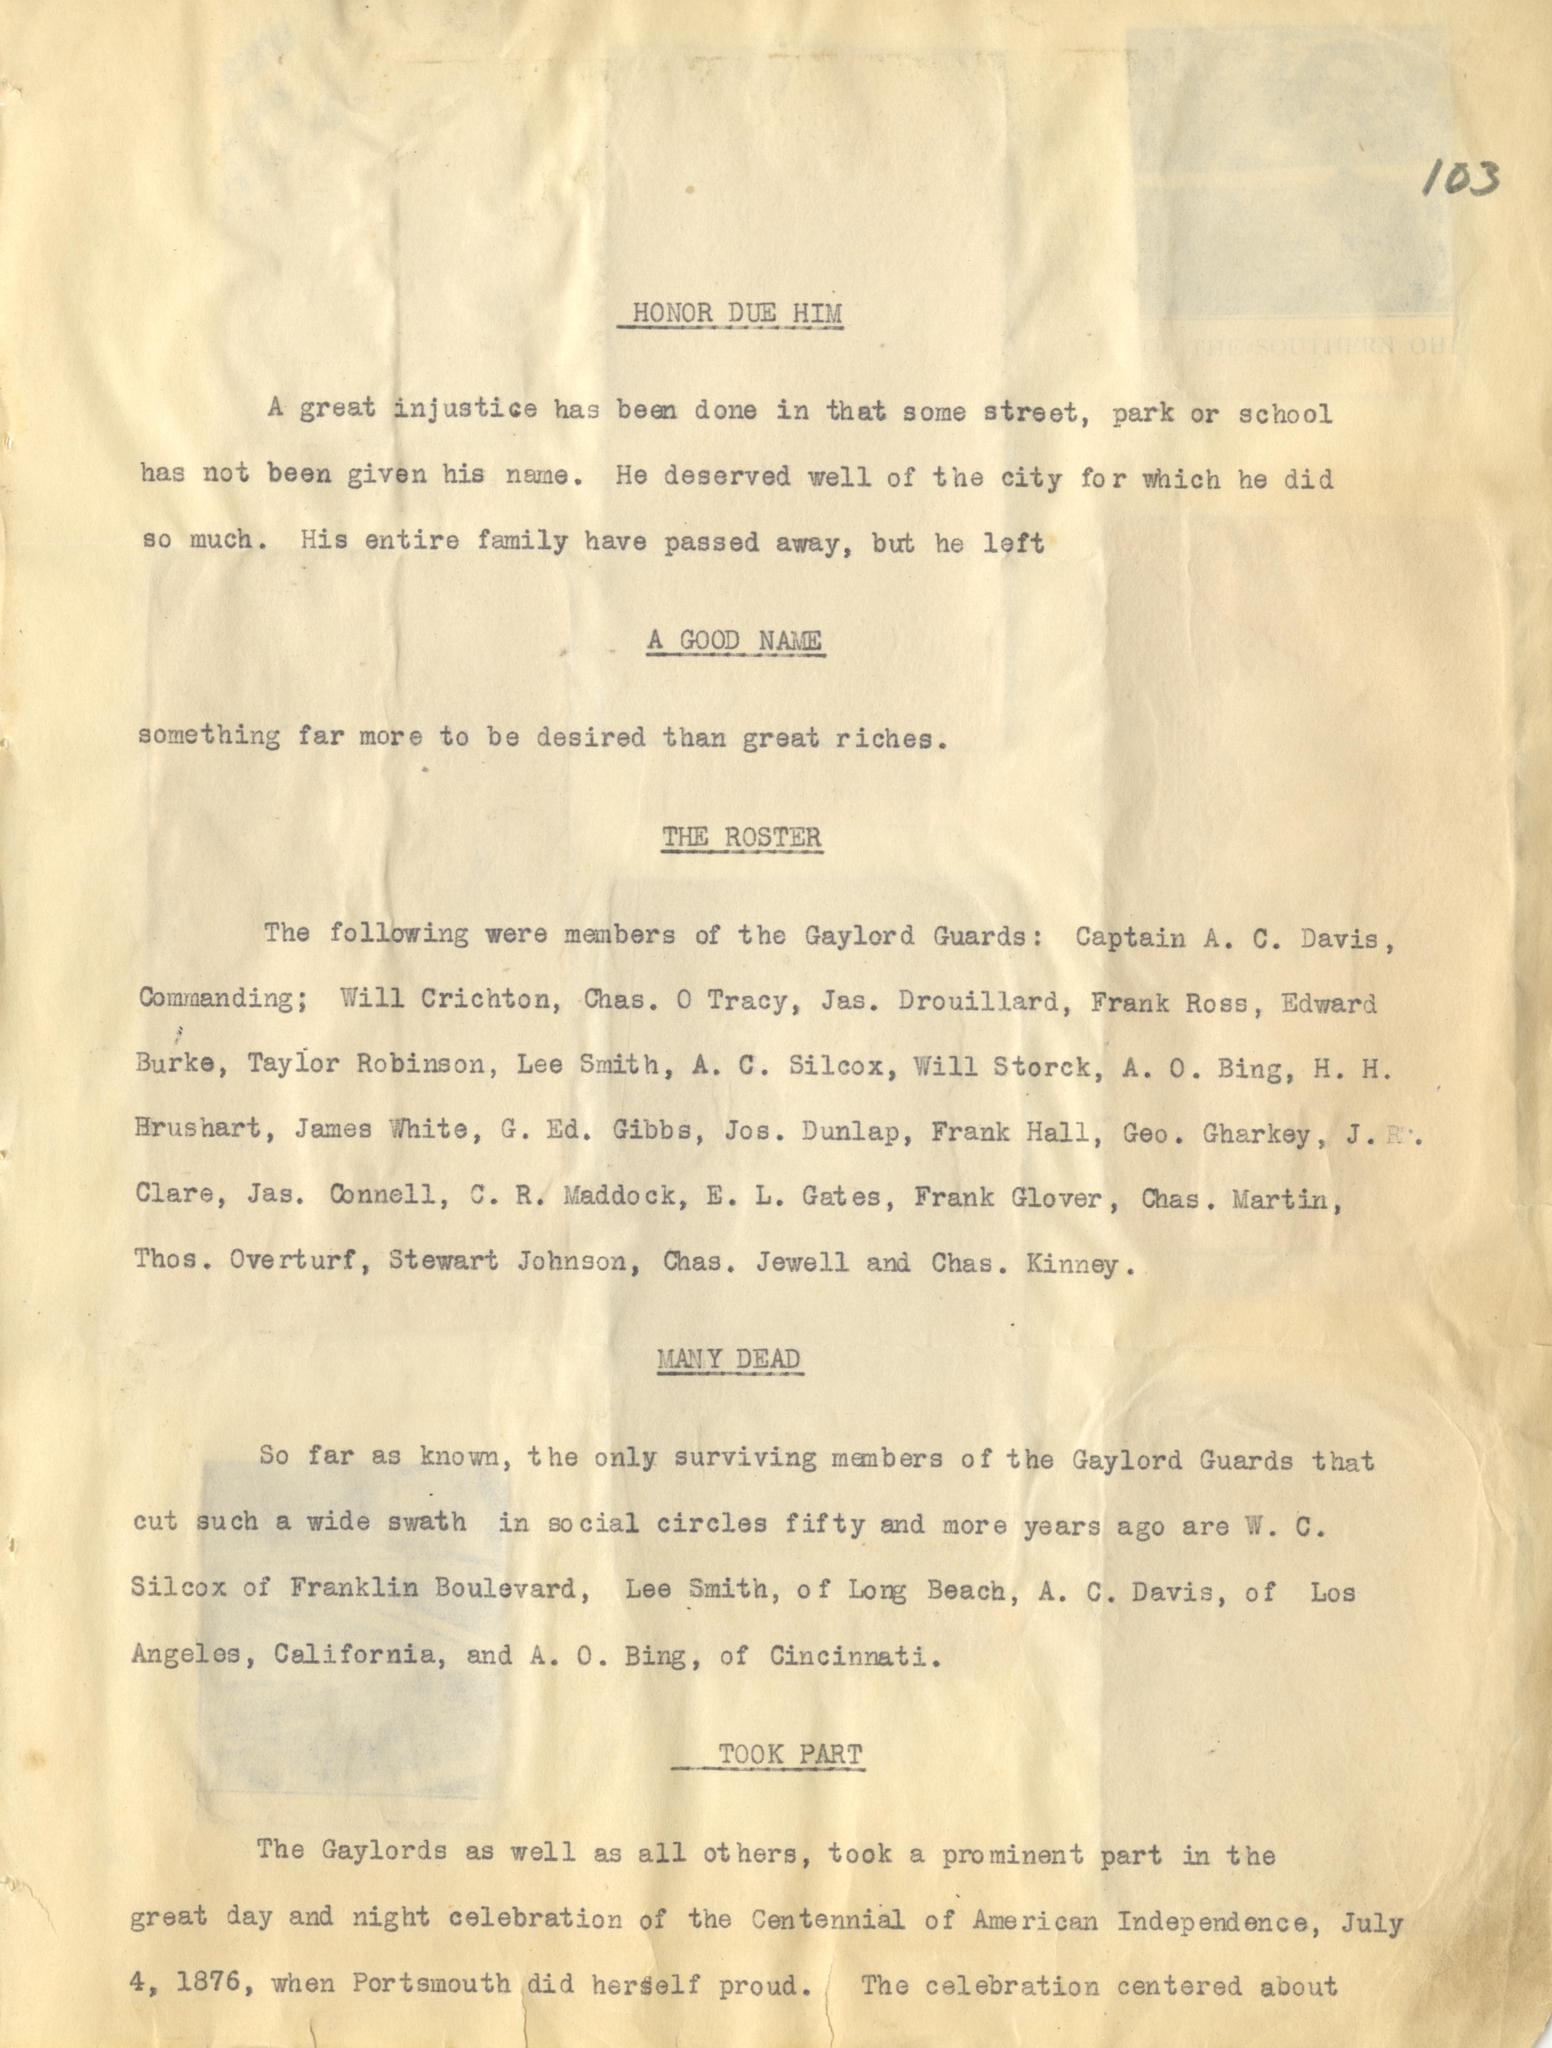 103
HONOR DUE HIM
A great injustice has been done in that some street, park or school
has not been given his name. He deserved well of the city for which he did
so much. His entire family have passed away, but he left
A GOOD NAME
something far more to be desired than great riches.
THE ROSTER
The following were members of the Gaylord Guards: Captain A. C. Davis,
Commanding; Will Crichton, Chas. O Tracy, Jas. Drouillard, Frank Ross, Edward
Burke, Taylor Robinson, Lee Smith, A. C. Silcox, Will Storck, A. O. Bing, H. H.
Brushart, James White, G. Ed. Gibbs, Jos. Dunlap, Frank Hall, Geo. Gharkey, J.
Clare, Jas. Connell, C. R. Maddock, E. L. Gates, Frank Glover, Chas. Martin,
Thos. Overturf, Stewart Johnson, Chas. Jewell and Chas. Kinney.
MANY DEAD
So far as known, the only surviving members of the Gaylord Guards that
cut such a wide swath in social circles fifty and more years ago are W. C.
Silcox of Franklin Boulevard, Lee Smith, of Long Beach, A. C. Davis, of Los
Angeles, California, and A. O. Bing, of Cincinnati.
TOOK PART
The Gaylords as well as all others, took a prominent part in the
great day and night celebration of the Centennial of American Independence, July
4, 1876, when Portsmouth did herself proud. The celebration centered about